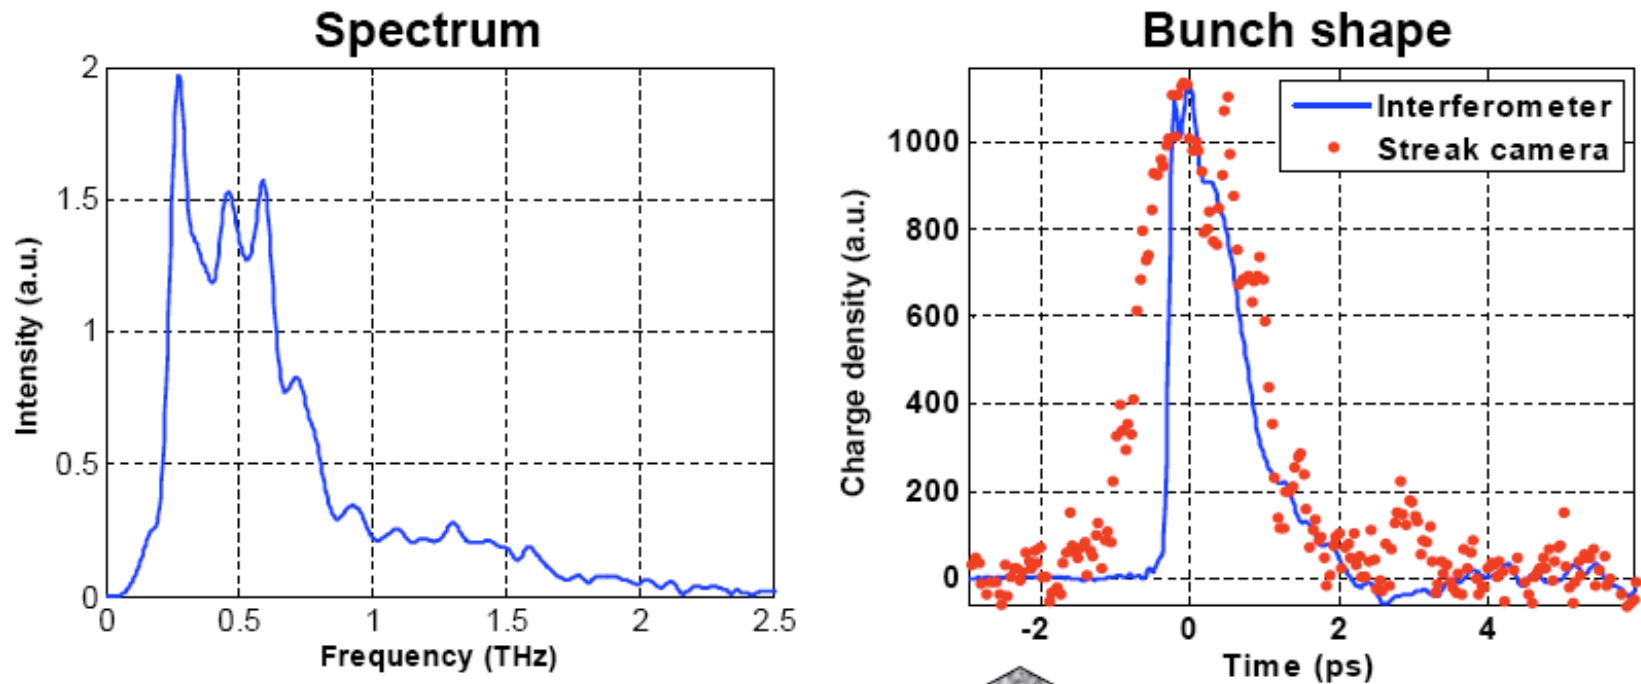 Spectrum
Intensity (a.u.)
2
1.5
1
0.5
0
0 0.5 1 1.5 2 2.5
Frequency (THz)
Bunch shape
Charge density (a.u.)
1000
800
600
400
200
0
-2 0 2 4
Time (ps)
Interferometer
Streak camera